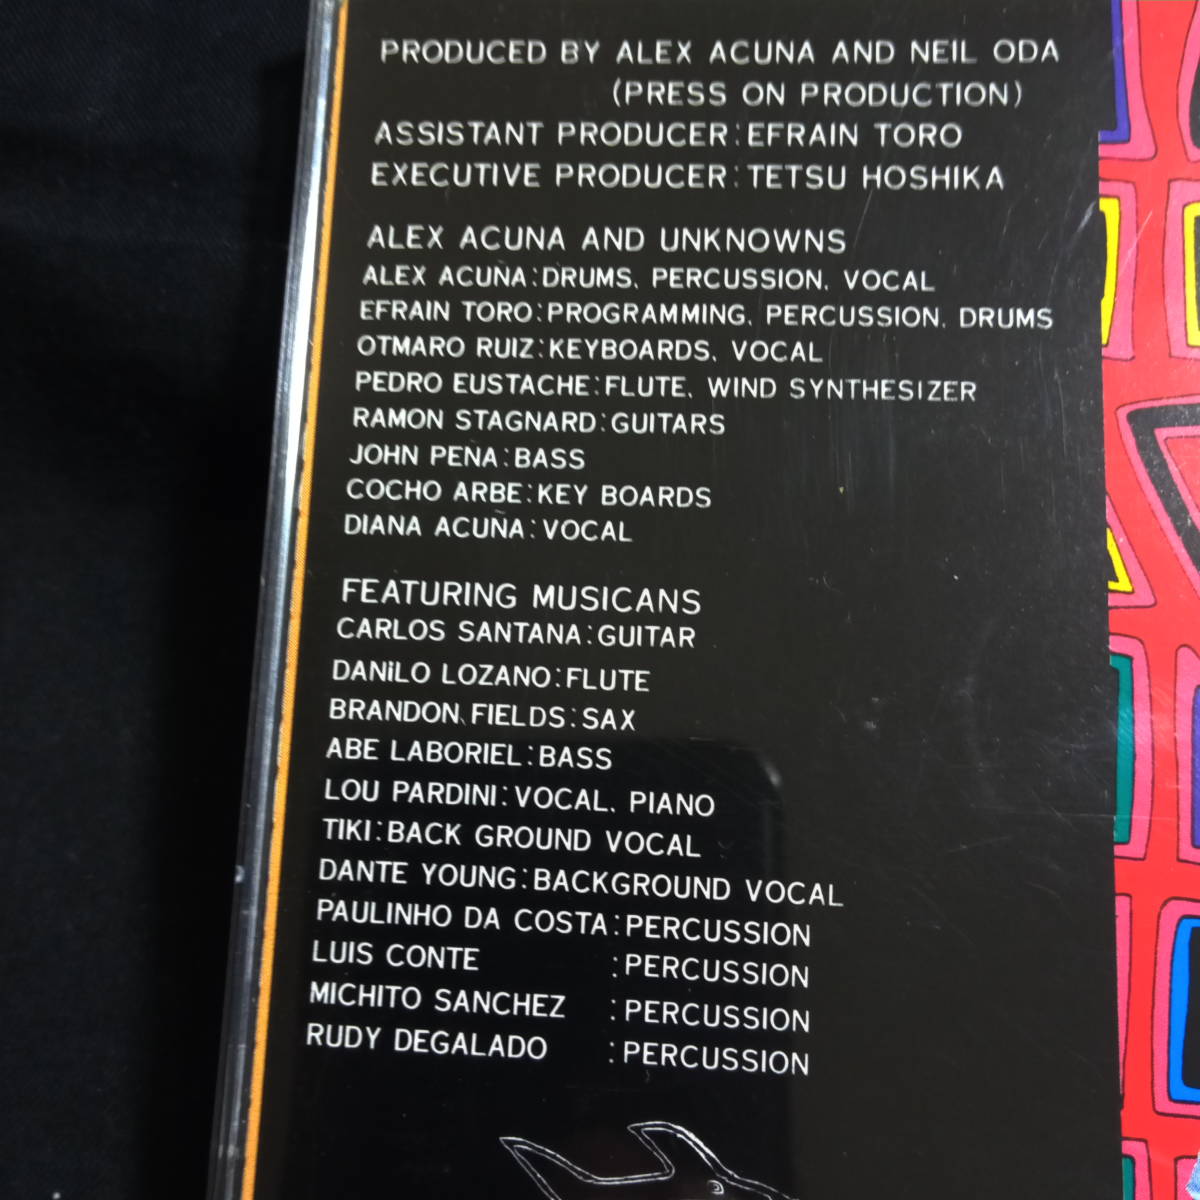 PRODUCED BY ALEX ACUNA AND NEIL ODA
(PRESS ON PRODUCTION)
ASSISTANT PRODUCER:EFRAIN TORO
EXECUTIVE PRODUCER:TETSU HOSHIKA
ALEX ACUNA AND UNKNOWNS
ALEX ACUÑA:DRUMS, PERCUSSION, VOCAL
EFRAIN TORO:PROGRAMMING, PERCUSSION, DRUMS
OTMARO RUIZ:KEYBOARDS, VOCAL
PEDRO EUSTACHE:FLUTE, WIND SYNTHESIZER
RAMON STAGNARD:GUITARS
JOHN PENA:BASS
COCHO ARBE:KEY BOARDS
DIANA ACUÑA:VOCAL
FEATURING MUSICANS
CARLOS SANTANA:GUITAR
DANiLO LOZANO:FLUTE
BRANDON FIELDS:SAX
ABE LABORIEL:BASS
LOU PARDINI:VOCAL, PIANO
TIKI:BACK GROUND VOCAL
DANTE YOUNG:BACKGROUND VOCAL
PAULINHO DA COSTA:PERCUSSION
LUIS CONTE :PERCUSSION
MICHITO SANCHEZ :PERCUSSION
RUDY DEGALADO :PERCUSSION